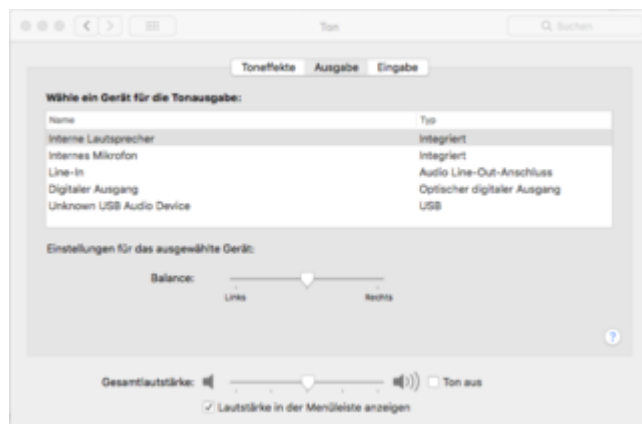 Ton
Suchen
Toneffekte Ausgabe Eingabe
Wähle ein Gerät für die Tonausgabe:
Name Typ
Interne Lautsprecher Integriert
Internes Mikrofon Integriert
Line-In Audio Line-Out-Anschluss
Digitaler Ausgang Optischer digitaler Ausgang
Unknown USB Audio Device USB
Einstellungen für das ausgewählte Gerät:
Balance:
Links Rechts
?
Gesamtlautstärke: Ton aus
Lautstärke in der Menüleiste anzeigen